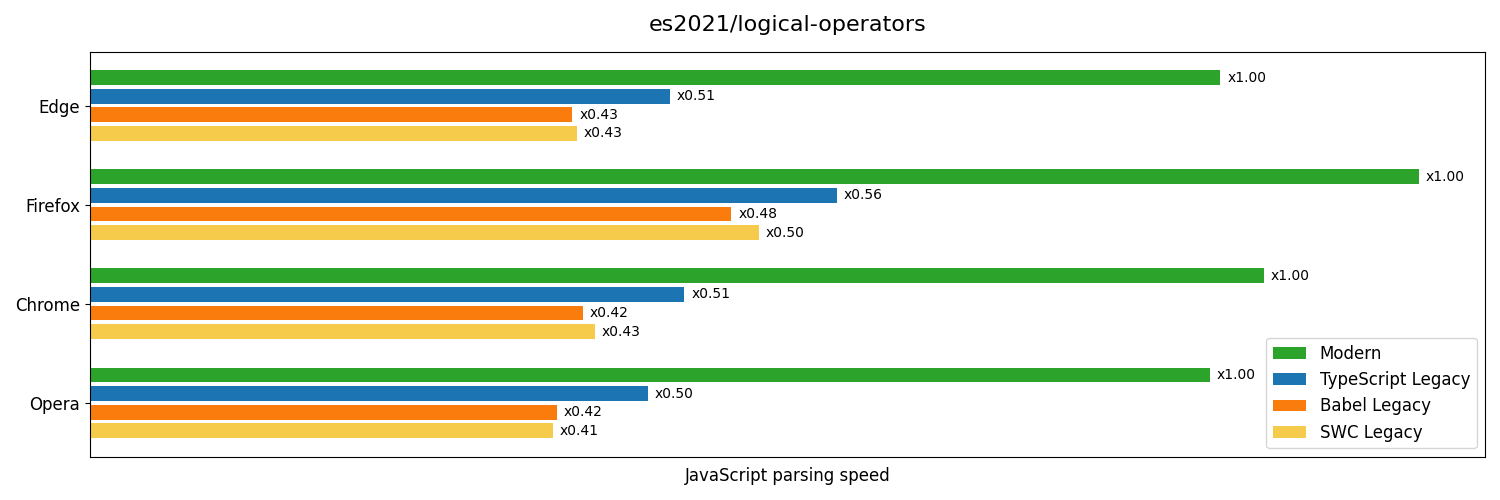 es2021/logical-operators
Edge
x1.00
x0.51
x0.43
x0.43
Firefox
x1.00
x0.56
x0.48
x0.50
Chrome
x1.00
x0.51
x0.42
x0.43
Opera
x1.00
x0.50
x0.42
x0.41
Modern
TypeScript Legacy
Babel Legacy
SWC Legacy
JavaScript parsing speed